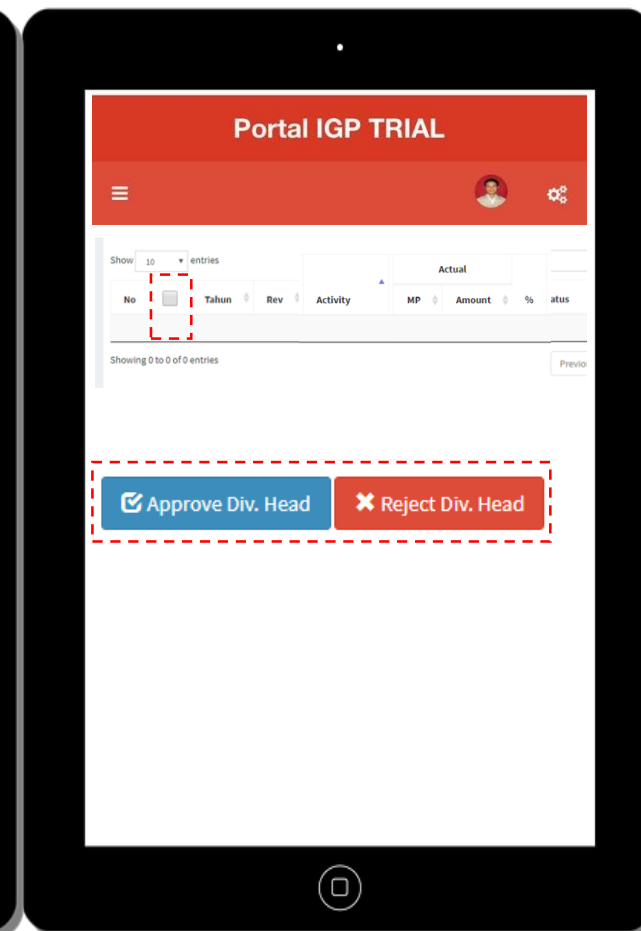 Portal IGP TRIAL
Show 10 entries
Actual
No Tahun Rev Activity MP Amount % atus
Showing 0 to 0 of 0 entries
Previo
Approve Div. Head
Reject Div. Head